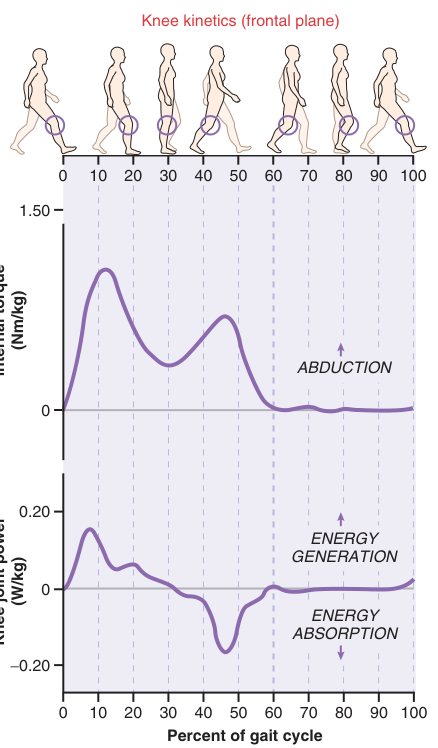 Knee kinetics (frontal plane)
0 10 20 30 40 50 60 70 80 90 100
1.50
Internal torque
(Nm/kg)
ABDUCTION
0
0.20
ENERGY
GENERATION
Knee joint power
(W/kg)
0
ENERGY
ABSORPTION
–0.20
0 10 20 30 40 50 60 70 80 90 100
Percent of gait cycle